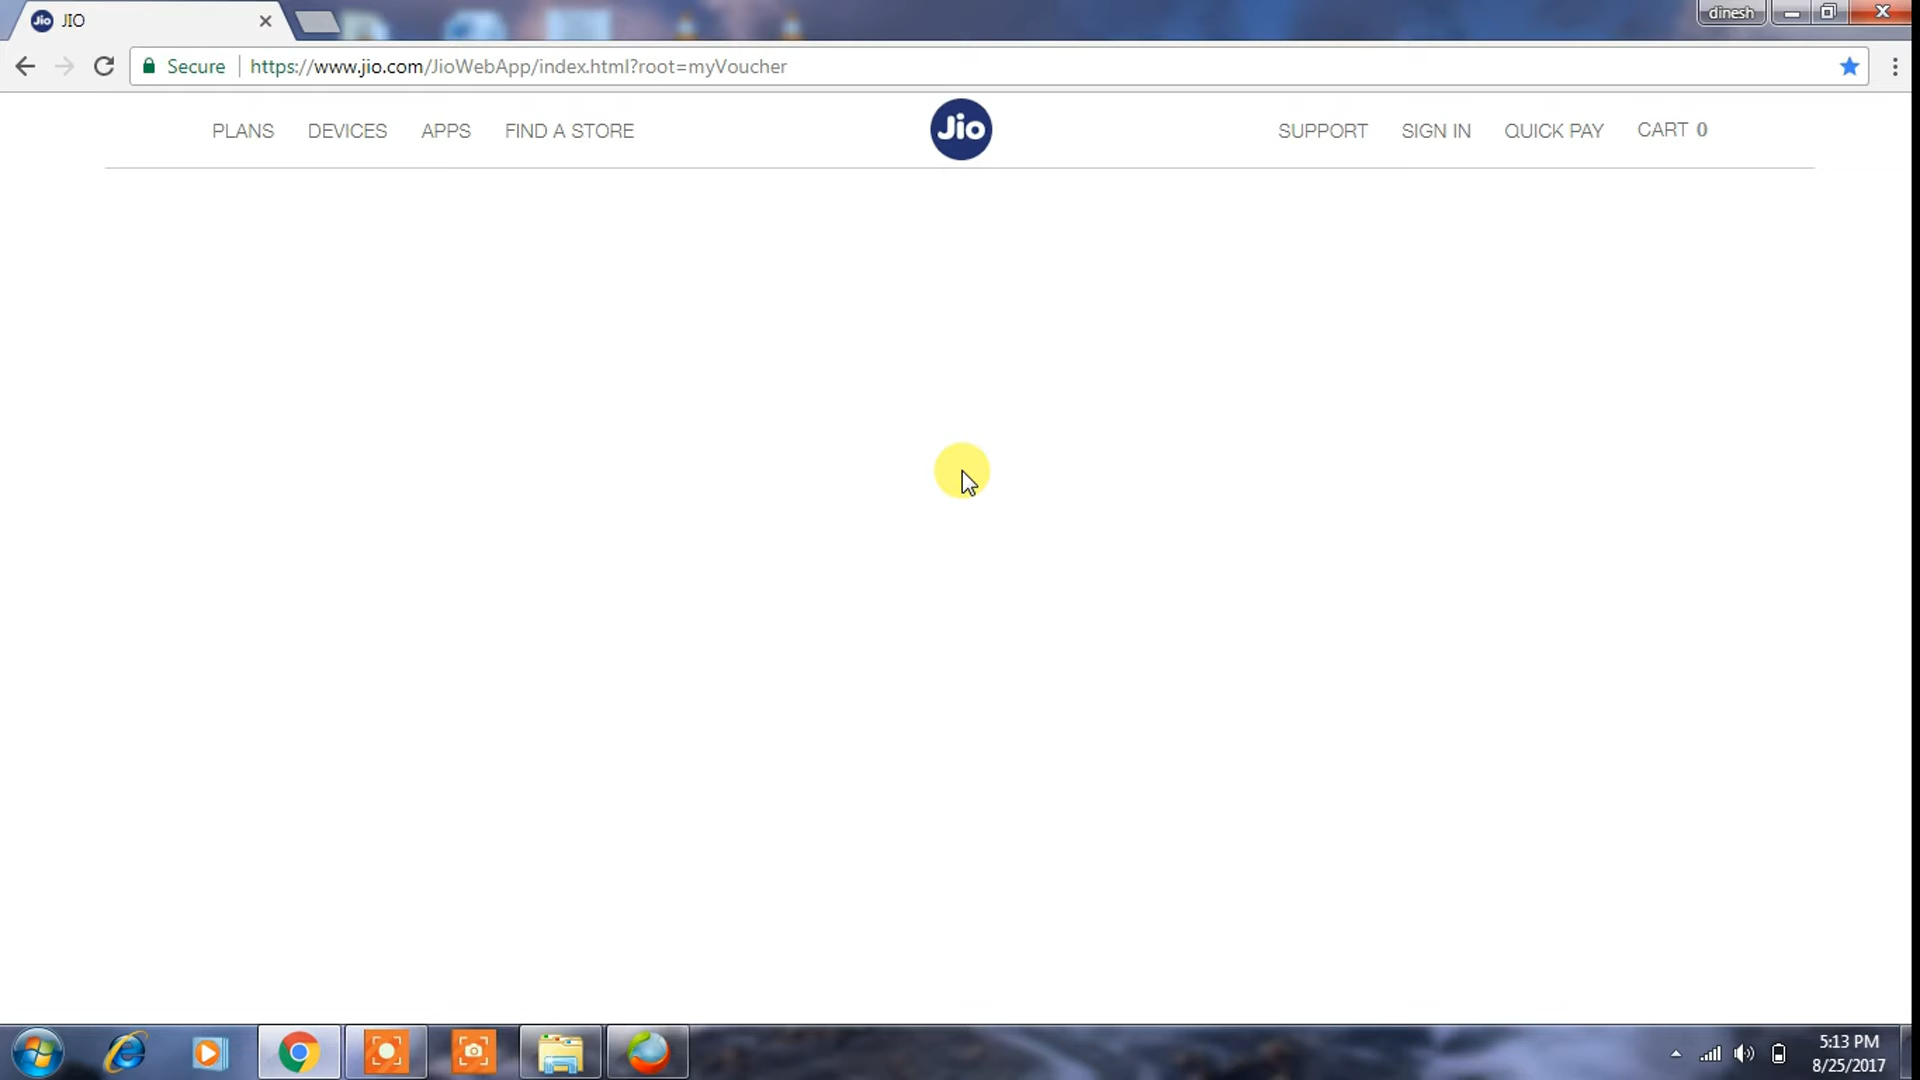 Jio JIO
dinesh
Secure https://www.jio.com/JioWebApp/index.html?root=myVoucher
PLANS DEVICES APPS FIND A STORE Jio SUPPORT SIGN IN QUICK PAY CART 0
5:13 PM
8/25/2017